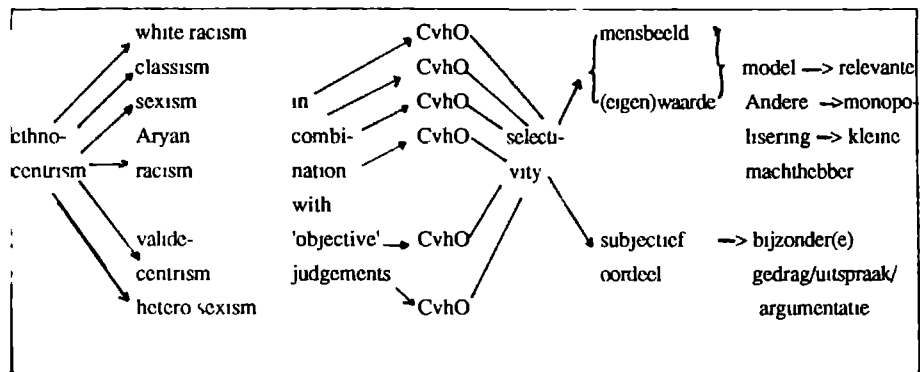 white racism CvhO mensbeeld
classism CvhO model —> relevante
sexism in CvhO (eigen)waarde Andere —>monopo-
ethno- Aryan combi- CvhO selecti- lisering —> kleine
centrism racism nation vity machthebber
with
valide- 'objective' CvhO subjectief —> bijzonder(e)
centrism judgements oordeel gedrag/uitspraak/
hetero sexism CvhO argumentatie